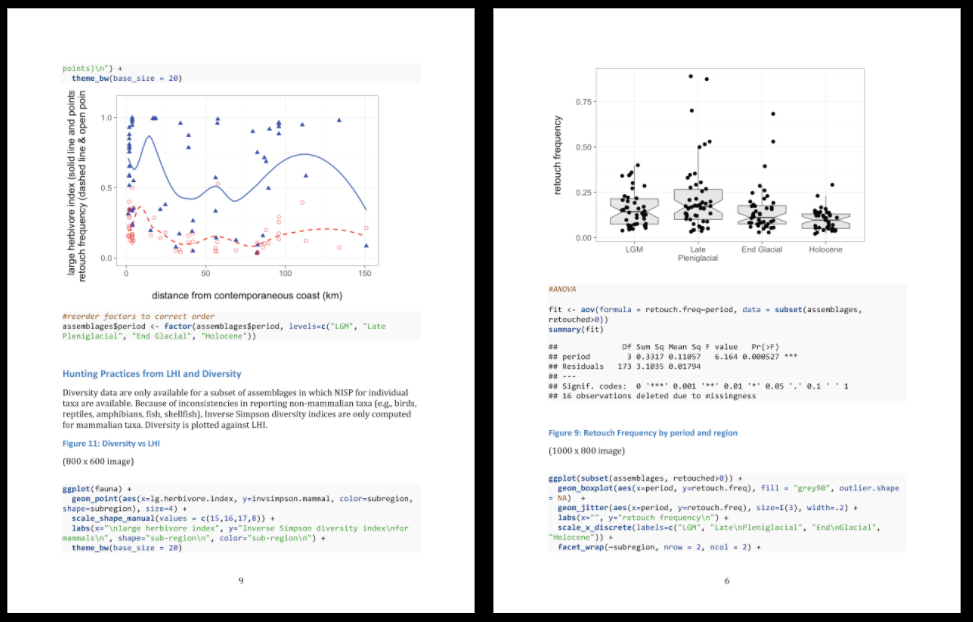 points)\n") +
  theme_bw(base_size = 20)
large herbivore index (solid line and points
retouch frequency (dashed line & open poin
1.0
0.5
0.0
0
50
100
150
distance from contemporaneous coast (km)
#reorder factors to correct order
assemblages$period <- factor(assemblages$period, levels=c("LGM", "Late
Pleniglacial", "End Glacial", "Holocene"))
Hunting Practices from LHI and Diversity
Diversity data are only available for a subset of assemblages in which NISP for individual
taxa are available. Because of inconsistencies in reporting non-mammalian taxa (e.g., birds,
reptiles, amphibians, fish, shellfish), Inverse Simpson diversity indices are only computed
for mammalian taxa. Diversity is plotted against LHI.
Figure 11: Diversity vs LHI
(800 x 600 image)
ggplot(fauna) +
  geom_point(aes(x=lg.herbivore.index, y=invsimpson.mammal, color=subregion,
shape=subregion), size=4) +
  scale_shape_manual(values = c(15,16,17,8)) +
  labs(x="\nlarge herbivore index", y="Inverse Simpson diversity index\nfor
mammals\n", shape="sub-region\n", color="sub-region\n") +
  theme_bw(base_size = 20)
9
retouch frequency
0.75
0.50
0.25
0.00
LGM
Late
Pleniglacial
End Glacial
Holocene
#ANOVA
fit <- aov(formula = retouch.freq~period, data = subset(assemblages,
retouched>0))
summary(fit)
##              Df Sum Sq Mean Sq F value   Pr(>F)
## period        3 0.3317 0.11057   6.164 0.000527 ***
## Residuals   173 3.1035 0.01794
## ---
## Signif. codes:  0 '***' 0.001 '**' 0.01 '*' 0.05 '.' 0.1 ' ' 1
## 16 observations deleted due to missingness
Figure 9: Retouch Frequency by period and region
(1000 x 800 image)
ggplot(subset(assemblages, retouched>0)) +
  geom_boxplot(aes(x=period, y=retouch.freq), fill = "grey90", outlier.shape
= NA) +
  geom_jitter(aes(x=period, y=retouch.freq), size=I(3), width=.2) +
  labs(x="", y="retouch frequency\n") +
  scale_x_discrete(labels=c("LGM", "Late\nPleniglacial", "End\nGlacial",
"Holocene")) +
  facet_wrap(~subregion, nrow = 2, ncol = 2) +
6